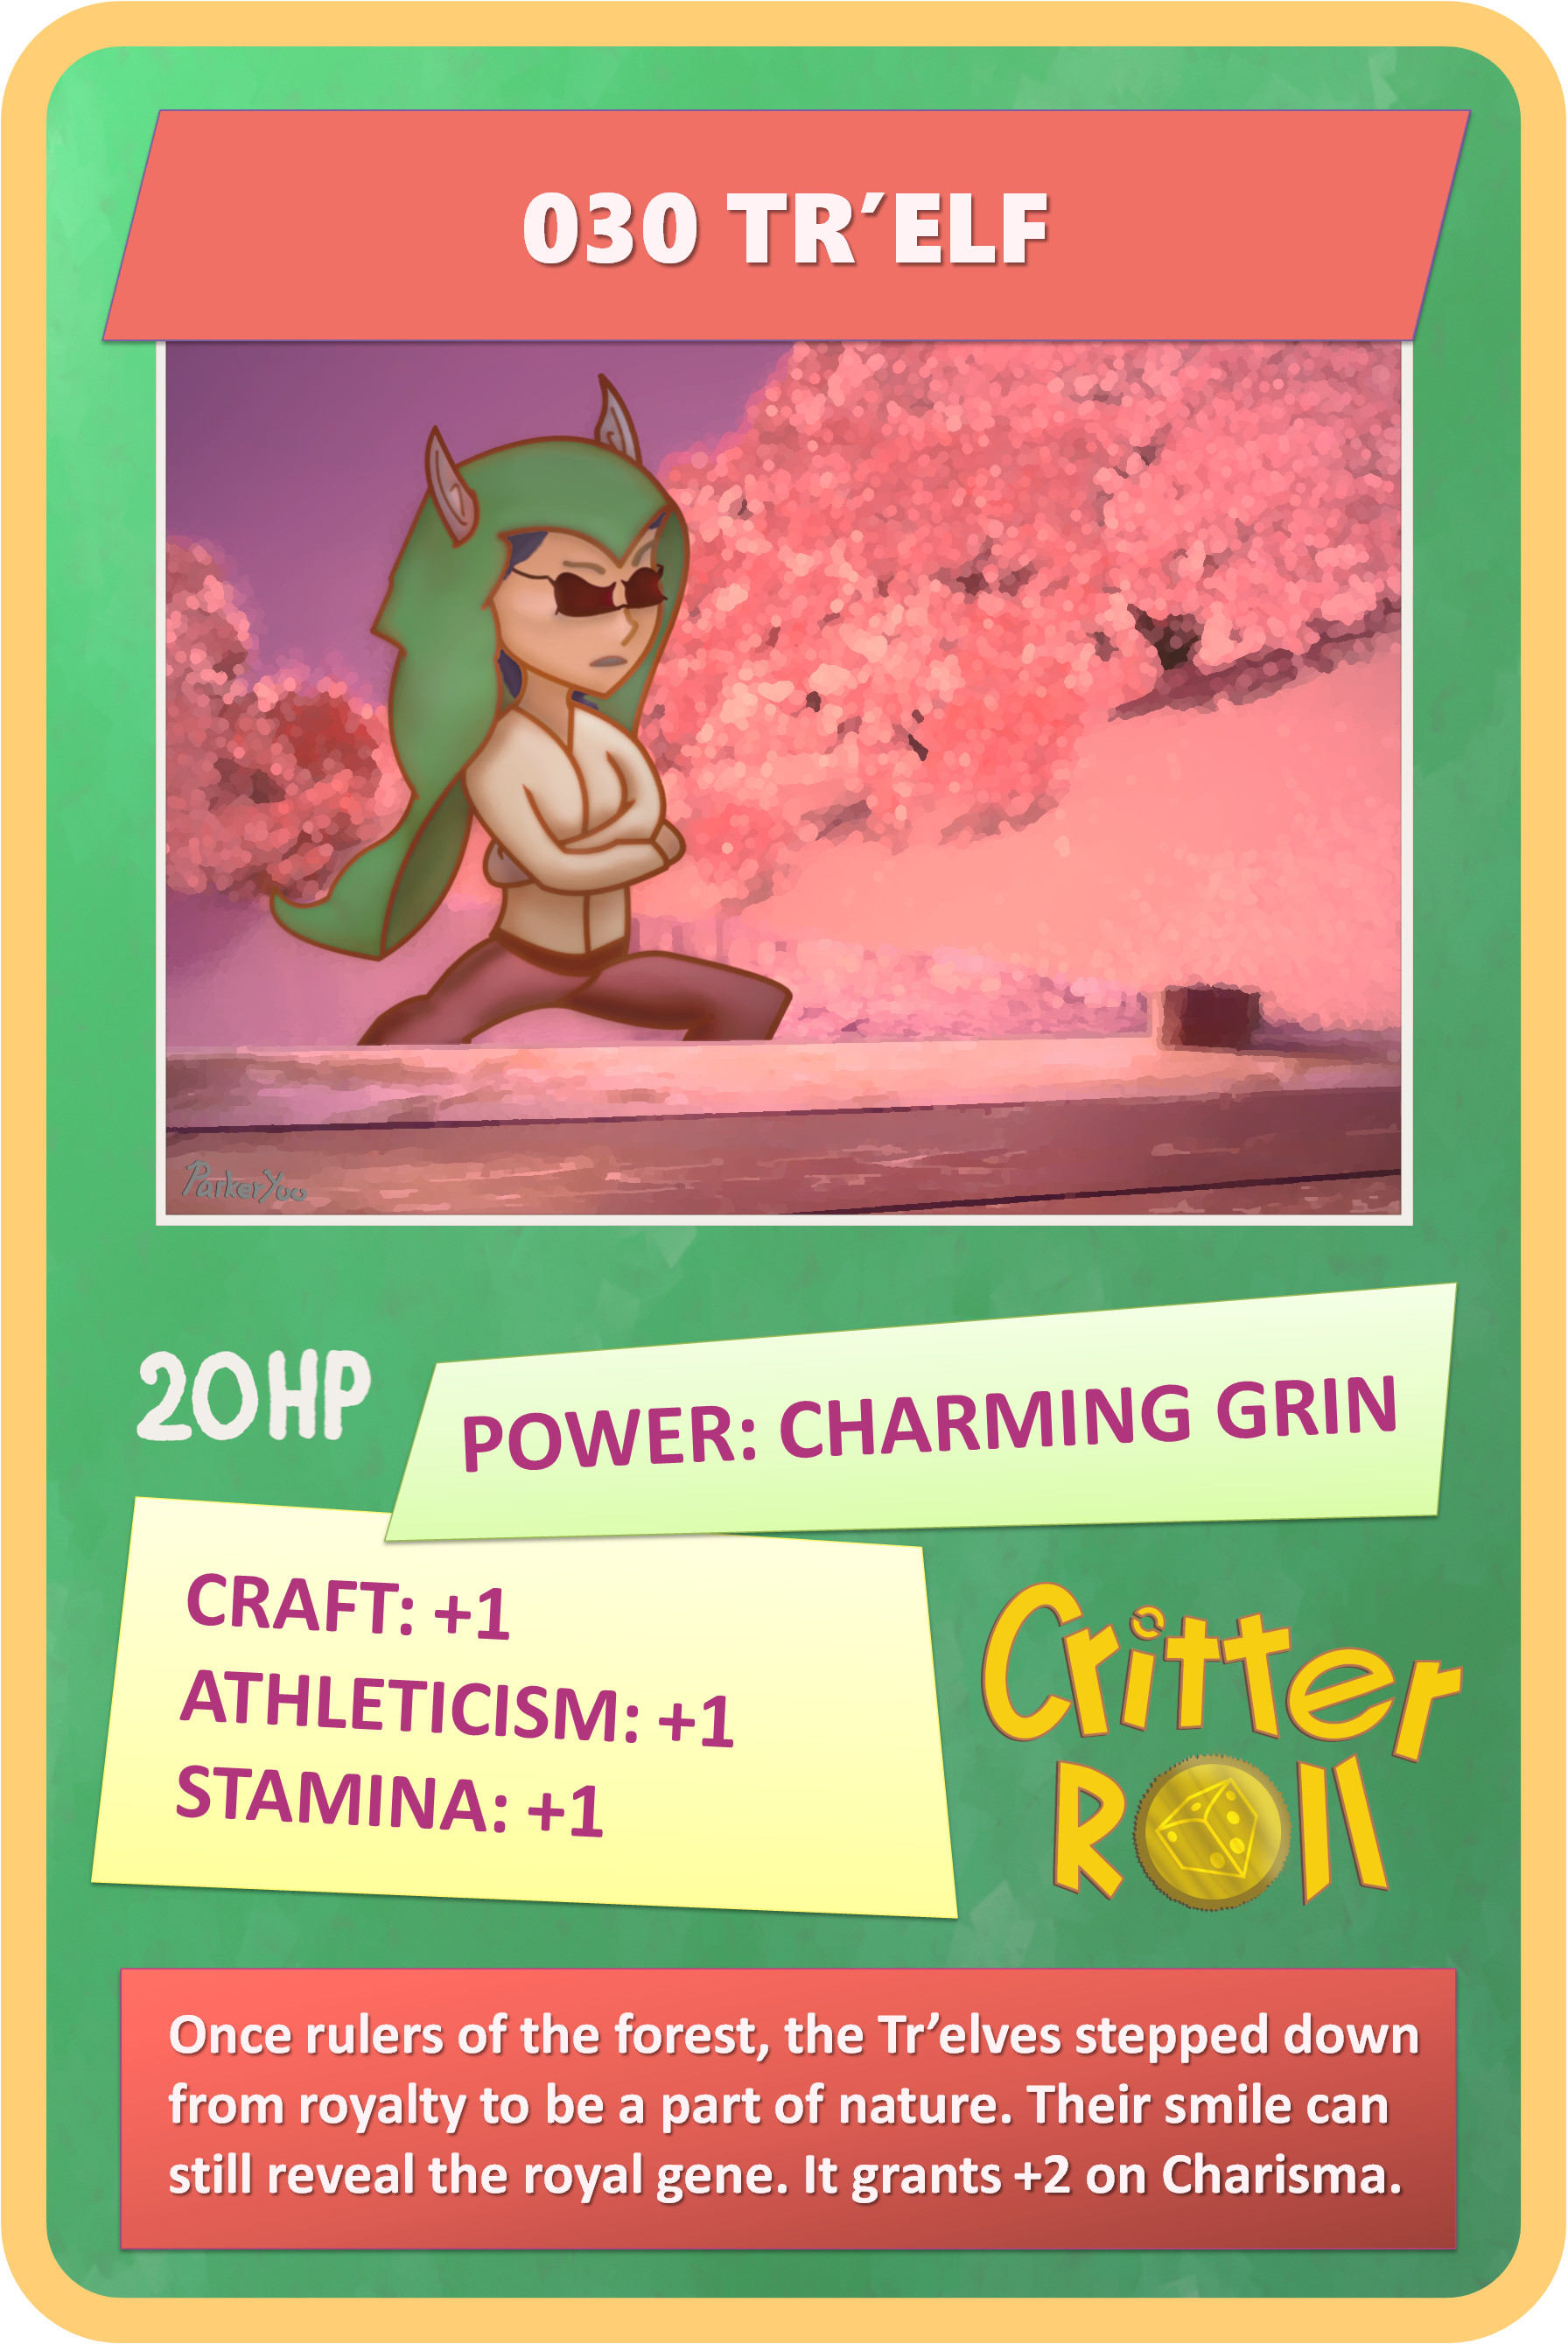 030 TR’ELF
ParkerYuu
20HP
POWER: CHARMING GRIN
CRAFT: +1
ATHLETICISM: +1
STAMINA: +1
Critter
Roll
Once rulers of the forest, the Tr’elves stepped down
from royalty to be a part of nature. Their smile can
still reveal the royal gene. It grants +2 on Charisma.